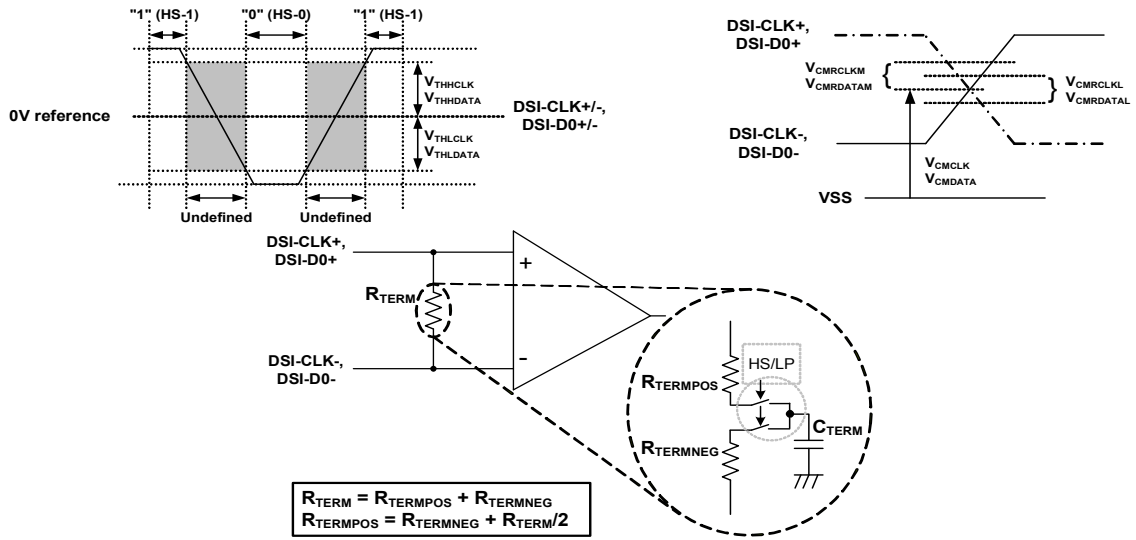 "1" (HS-1) "0" (HS-0) "1" (HS-1)
VTHHCLK
VTHHDATA
0V reference
DSI-CLK+/-,
DSI-D0+/-
VTHLCLK
VTHLDATA
Undefined Undefined
DSI-CLK+,
DSI-D0+
VCMRCLKM
VCMRDATAM
VCMRCLKL
VCMRDATAL
DSI-CLK-,
DSI-D0-
VCMCLK
VCMDATA
VSS
DSI-CLK+,
DSI-D0+
+
RTERM
-
DSI-CLK-,
DSI-D0-
HS/LP
RTERMPOS
CTERM
RTERMNEG
RTERM = RTERMPOS + RTERMNEG
RTERMPOS = RTERMNEG + RTERM/2